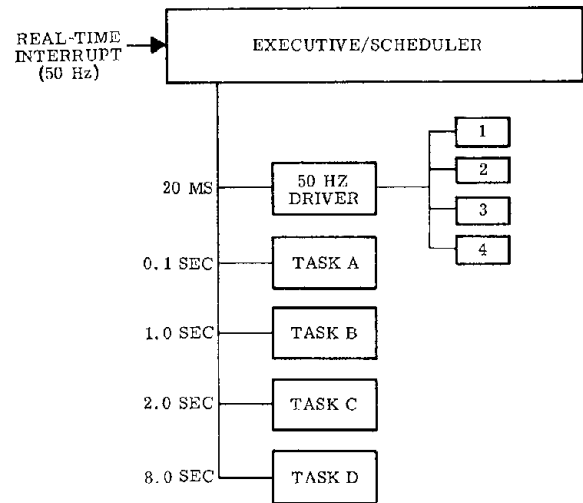 REAL-TIME
INTERRUPT
(50 Hz)
EXECUTIVE/SCHEDULER
20 MS
50 HZ
DRIVER
1
2
3
4
0.1 SEC
TASK A
1.0 SEC
TASK B
2.0 SEC
TASK C
8.0 SEC
TASK D